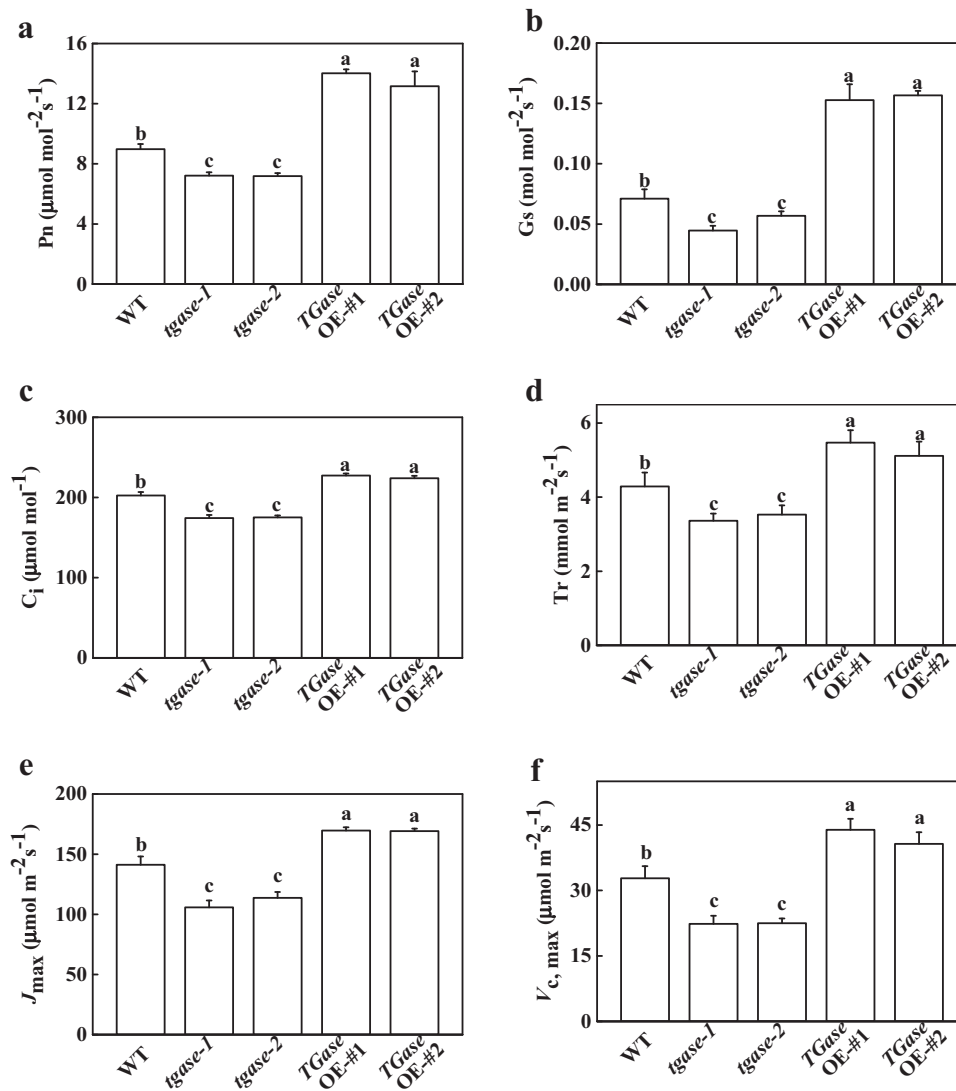 a
Pn (μmol mol⁻²s⁻¹)
16
12
8
4
0
b
c
c
a
a
WT
tgase-1
tgase-2
TGase OE-#1
TGase OE-#2
b
Gs (mol mol⁻²s⁻¹)
0.20
0.15
0.10
0.05
0.00
b
c
c
a
a
WT
tgase-1
tgase-2
TGase OE-#1
TGase OE-#2
c
Cᵢ (μmol mol⁻¹)
300
200
100
0
b
c
c
a
a
WT
tgase-1
tgase-2
TGase OE-#1
TGase OE-#2
d
Tr (mmol m⁻²s⁻¹)
6
4
2
0
b
c
c
a
a
WT
tgase-1
tgase-2
TGase OE-#1
TGase OE-#2
e
Jmax (μmol m⁻²s⁻¹)
200
150
100
50
0
b
c
c
a
a
WT
tgase-1
tgase-2
TGase OE-#1
TGase OE-#2
f
Vc, max (μmol m⁻²s⁻¹)
45
30
15
0
b
c
c
a
a
WT
tgase-1
tgase-2
TGase OE-#1
TGase OE-#2